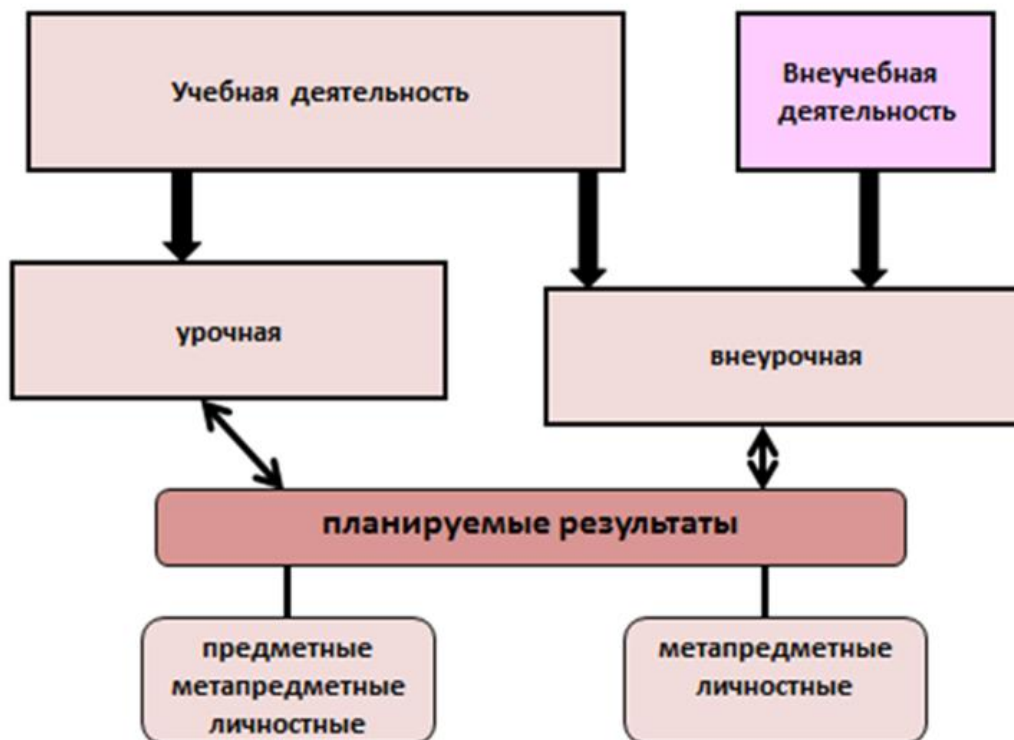 Учебная деятельность
Внеучебная
деятельность
урочная
внеурочная
планируемые результаты
предметные
метапредметные
личностные
метапредметные
личностные